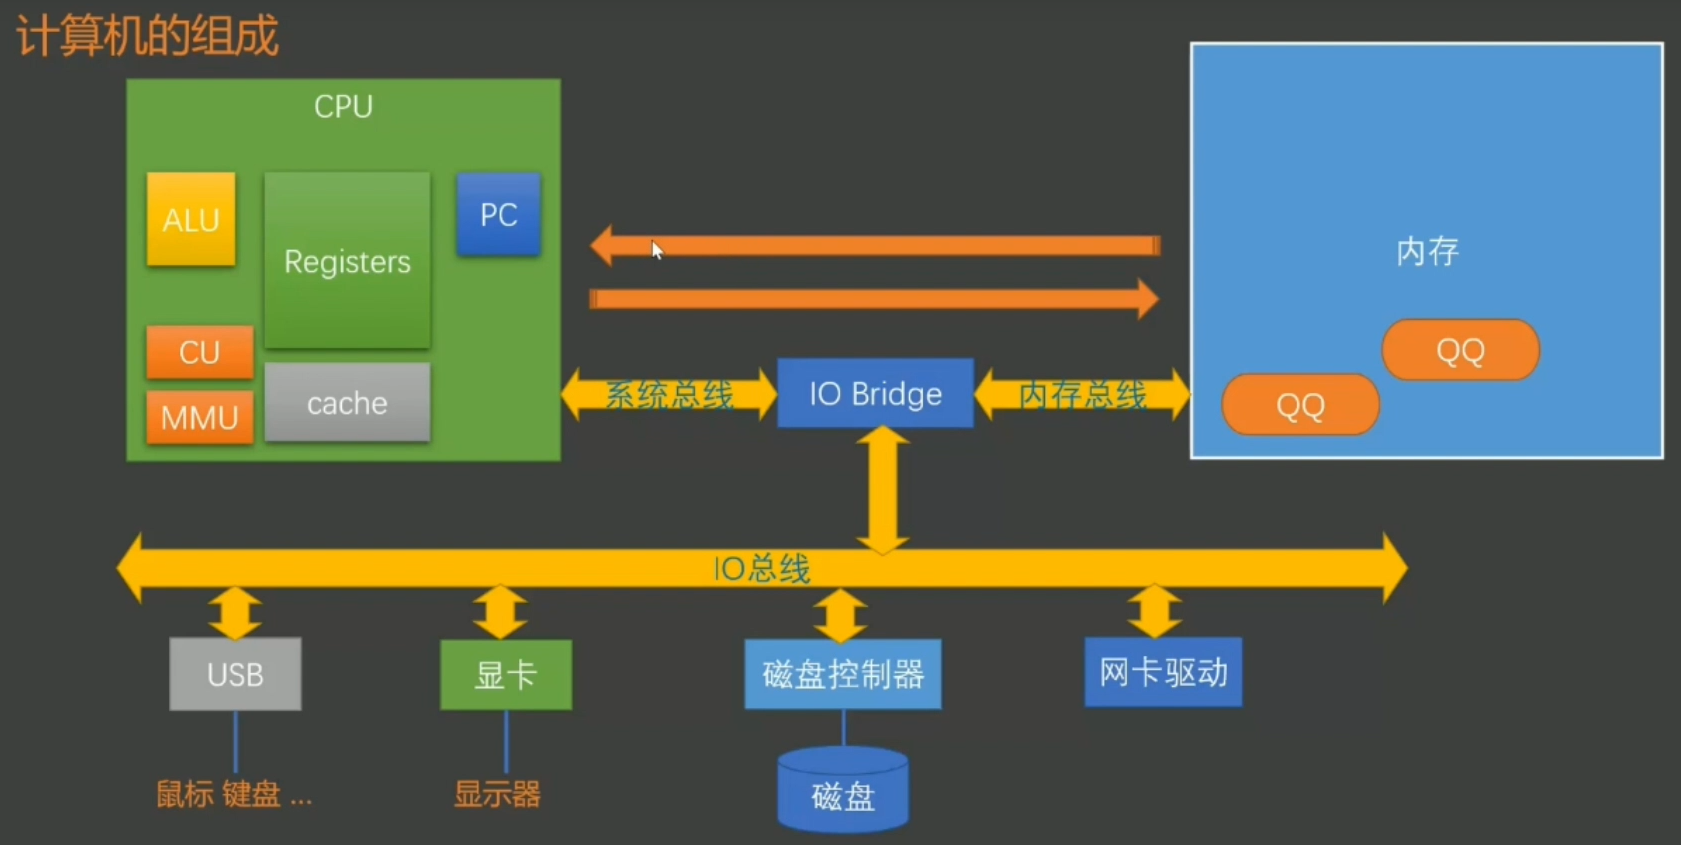 计算机的组成
CPU
ALU
Registers
PC
CU
MMU
cache
系统总线
IO Bridge
内存总线
内存
QQ
QQ
IO总线
USB
显卡
磁盘控制器
网卡驱动
鼠标 键盘 ...
显示器
磁盘